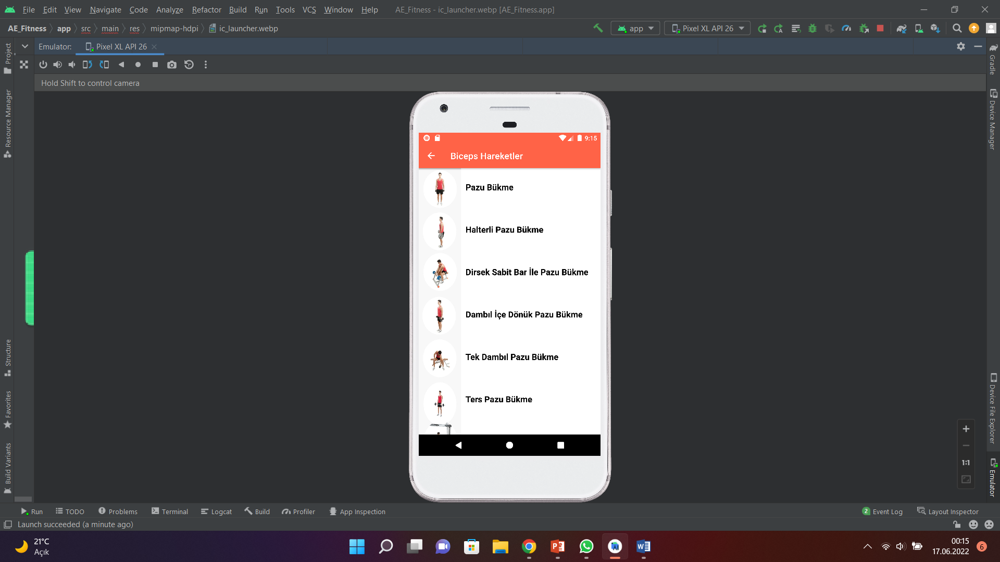 File Edit View Navigate Code Analyze Refactor Build Run Tools VCS Window Help AE_Fitness - ic_launcher.webp [AE_Fitness.app]
AE_Fitness app src main res mipmap-hdpi ic_launcher.webp app Pixel XL API 26
Emulator: Pixel XL API 26
Hold Shift to control camera
Project
Resource Manager
Structure
Favorites
Build Variants
9:15
Biceps Hareketler
Pazu Bükme
Halterli Pazu Bükme
Dirsek Sabit Bar İle Pazu Bükme
Dambıl İçe Dönük Pazu Bükme
Tek Dambıl Pazu Bükme
Ters Pazu Bükme
Gradle
Device Manager
Device File Explorer
Emulator
1:1
Run TODO Problems Terminal Logcat Build Profiler App Inspection 2 Event Log Layout Inspector
Launch succeeded (a minute ago)
21°C
Açık
00:15
17.06.2022
6